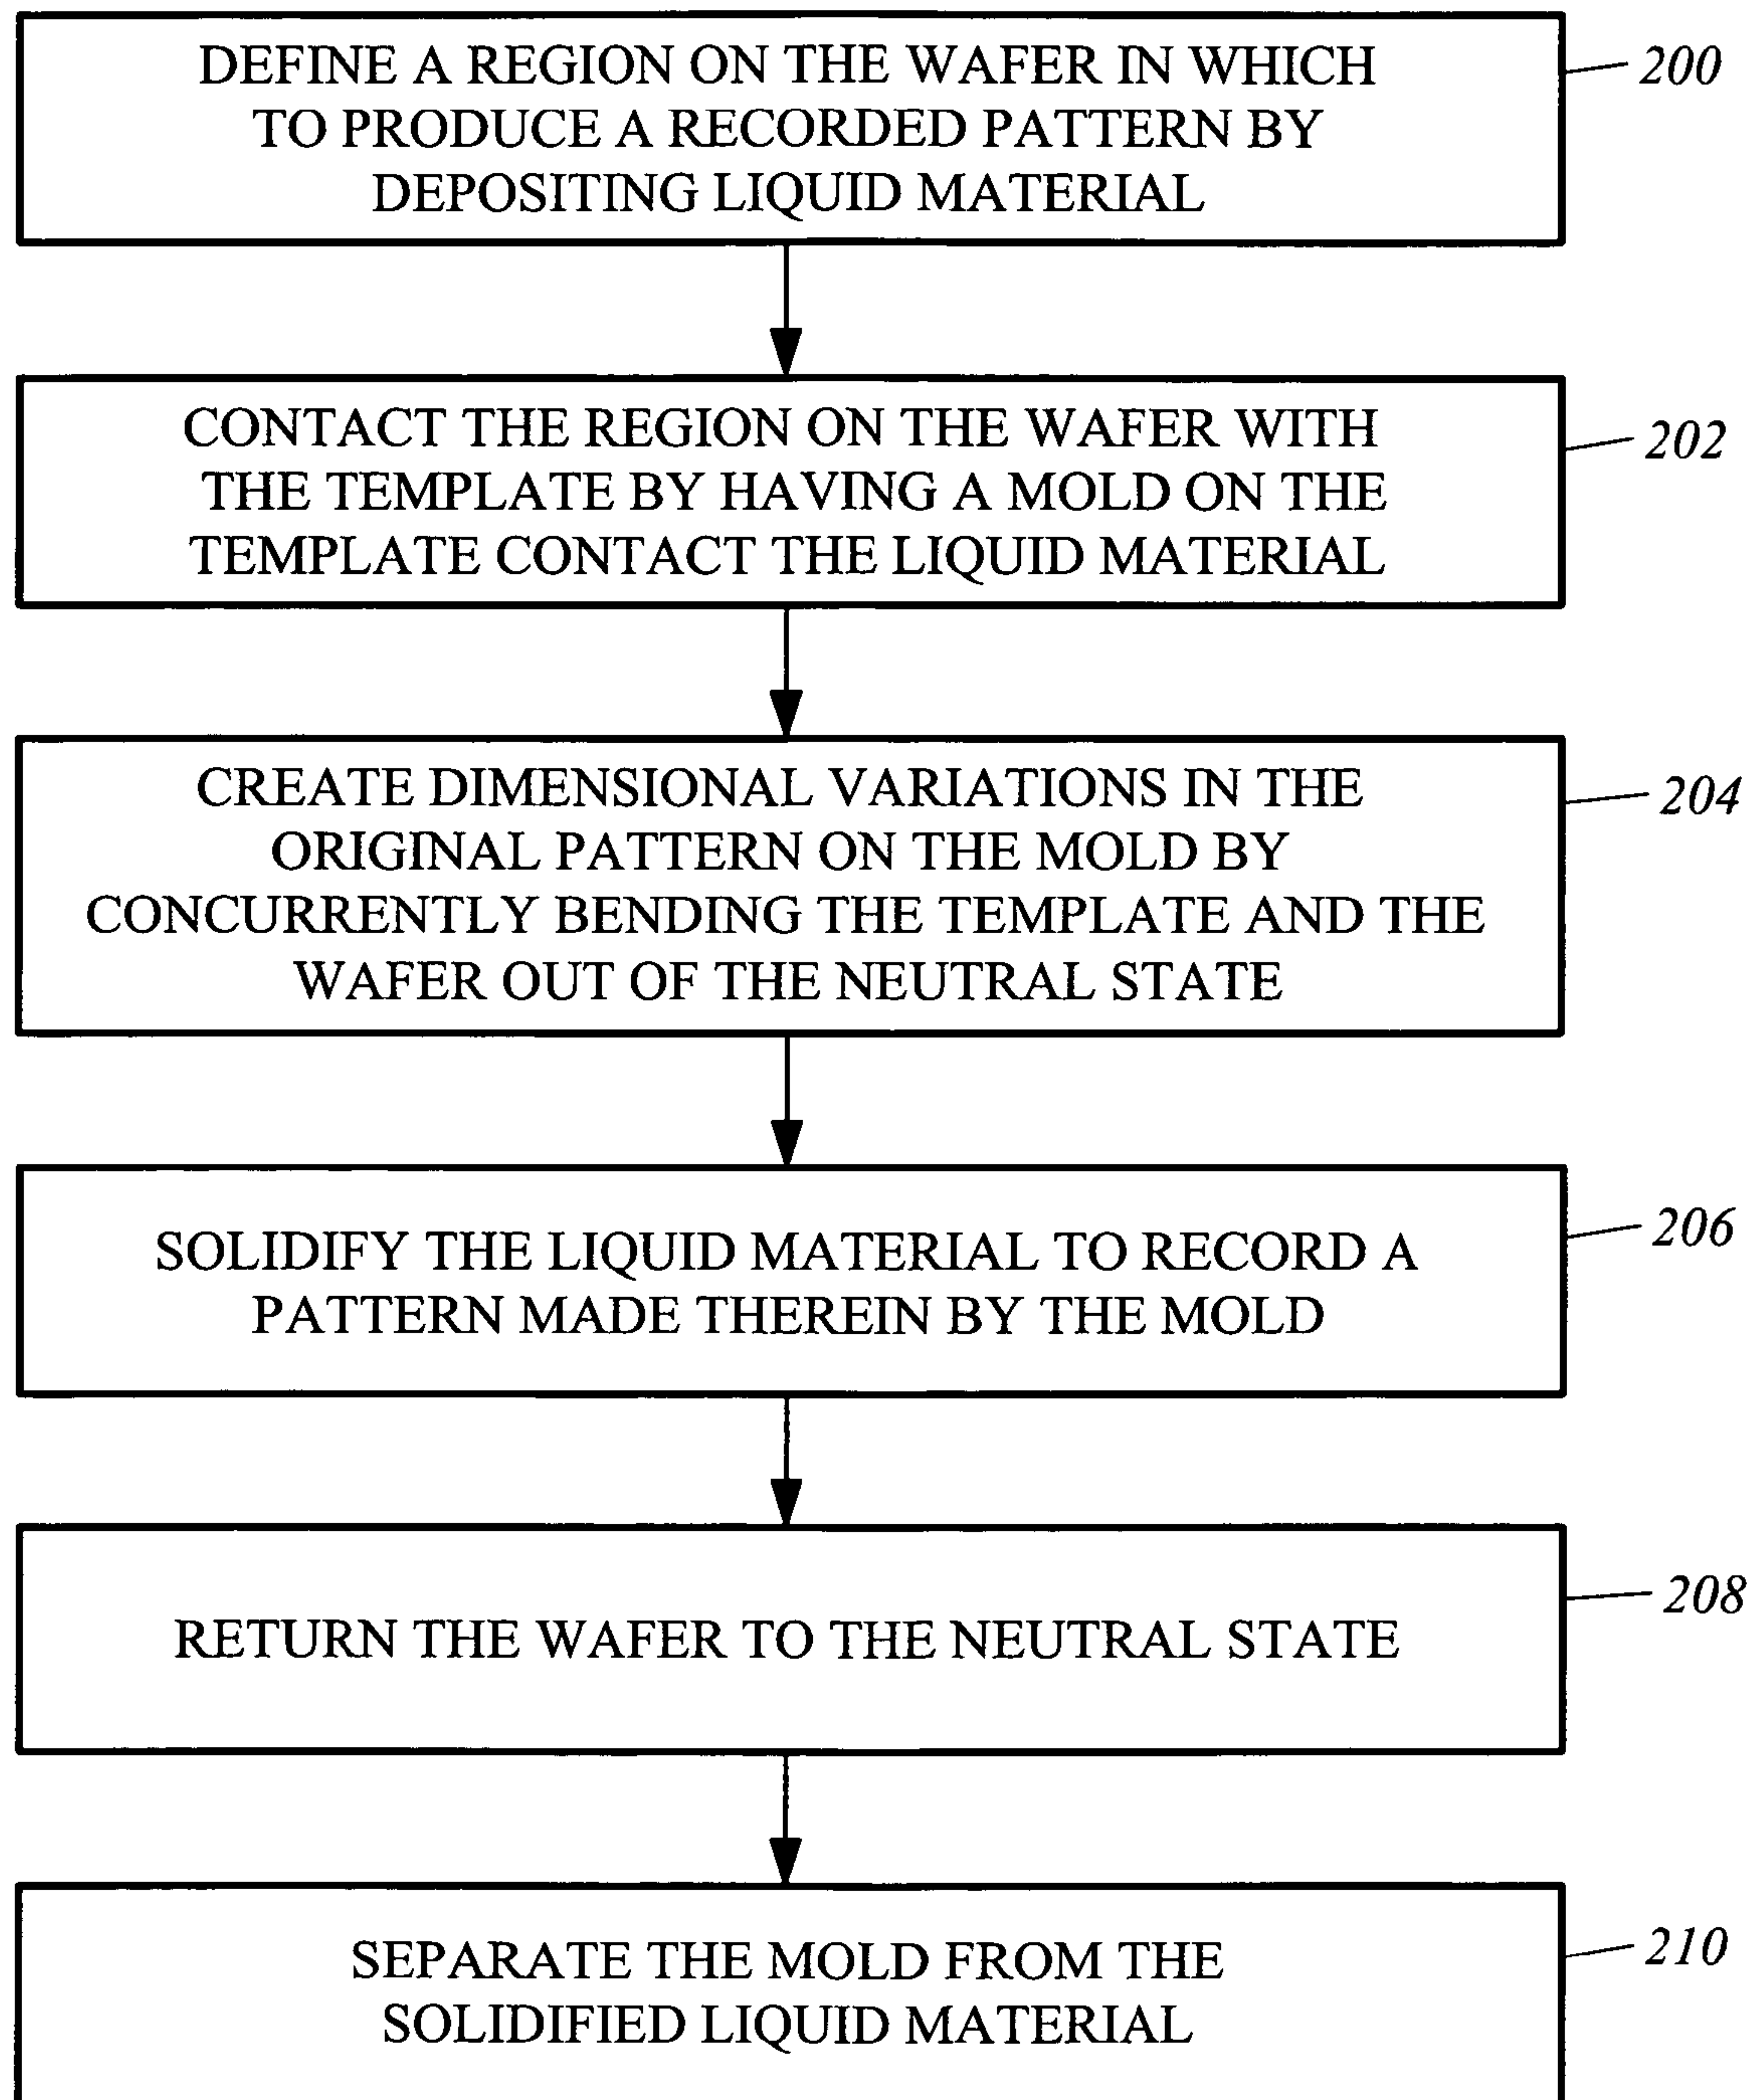 DEFINE A REGION ON THE WAFER IN WHICH
200
TO PRODUCE A RECORDED PATTERN BY
DEPOSITING LIQUID MATERIAL
CONTACT THE REGION ON THE WAFER WITH
202
THE TEMPLATE BY HAVING A MOLD ON THE
TEMPLATE CONTACT THE LIQUID MATERIAL
CREATE DIMENSIONAL VARIATIONS IN THE
204
ORIGINAL PATTERN ON THE MOLD BY
CONCURRENTLY BENDING THE TEMPLATE AND THE
WAFER OUT OF THE NEUTRAL STATE
206
SOLIDIFY THE LIQUID MATERIAL TO RECORD A
PATTERN MADE THEREIN BY THE MOLD
208
RETURN THE WAFER TO THE NEUTRAL STATE
210
SEPARATE THE MOLD FROM THE
SOLIDIFIED LIQUID MATERIAL